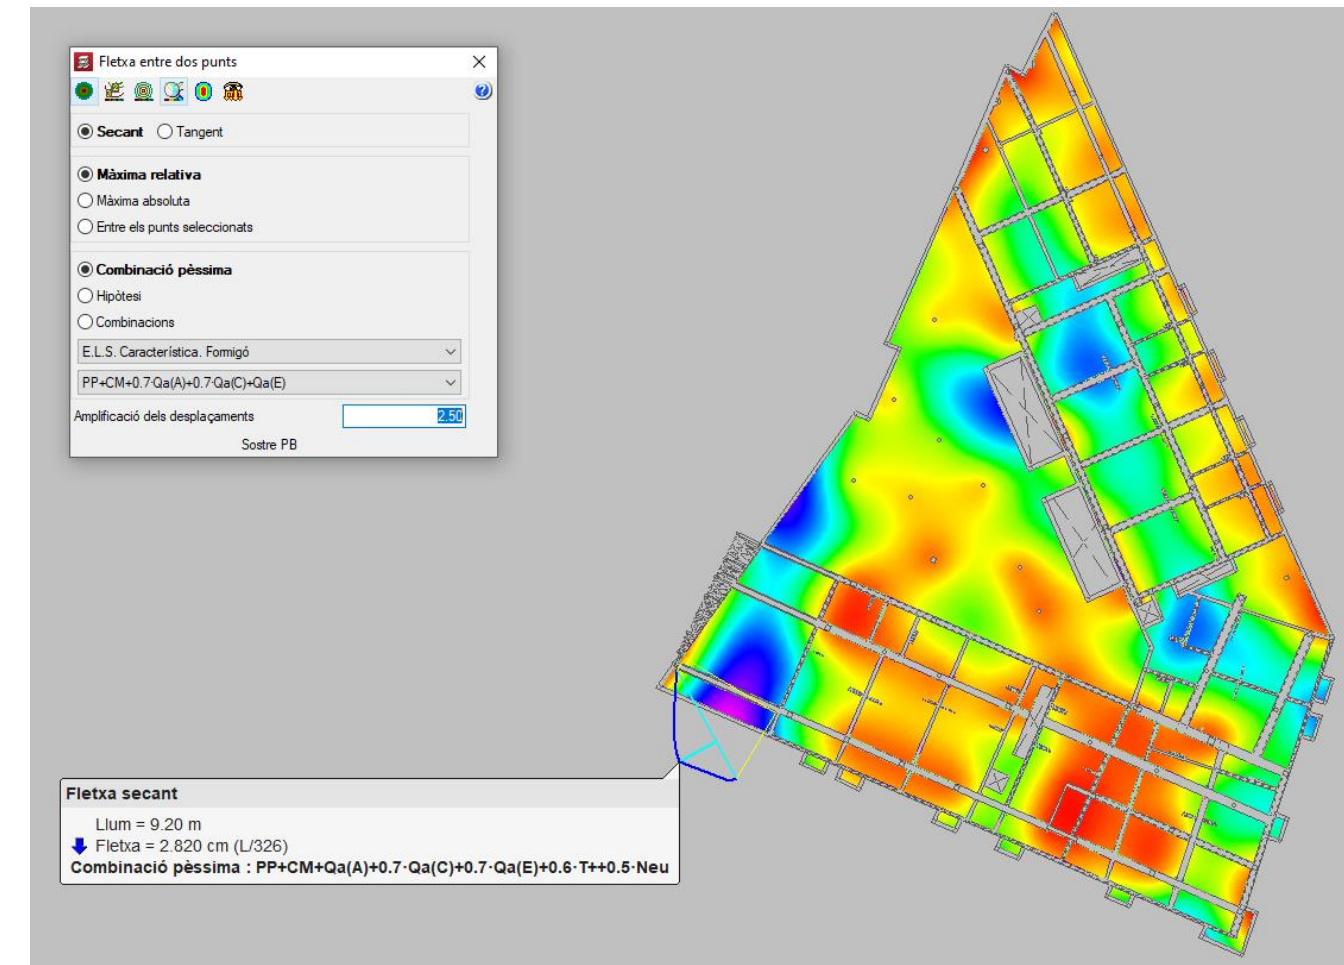 Fletxa entre dos punts
Secant Tangent
Màxima relativa
Màxima absoluta
Entre els punts seleccionats
Combinació pèssima
Hipòtesi
Combinacions
E.L.S. Característica. Formigó
PP+CM+0.7·Qa(A)+0.7·Qa(C)+Qa(E)
Amplificació dels desplaçaments 2.50
Sostre PB
Fletxa secant
Llum = 9.20 m
Fletxa = 2.820 cm (L/326)
Combinació pèssima : PP+CM+Qa(A)+0.7·Qa(C)+0.7·Qa(E)+0.6·T++0.5·Neu